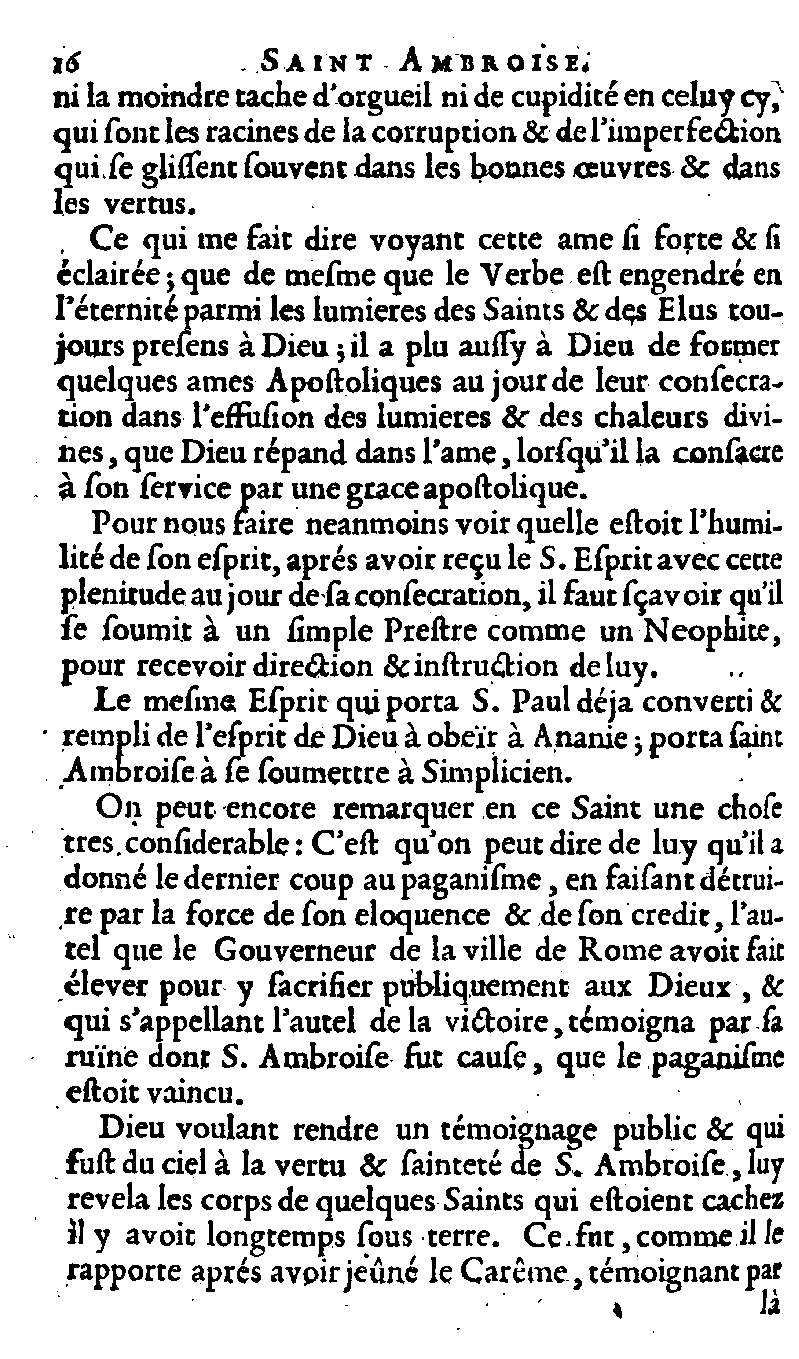 16 SAINT AMBROISE.
ni la moindre tache d'orgueil ni de cupidité en celuy cy,
qui ſont les racines de la corruption & de l'imperfection
qui ſe gliſſent ſouvent dans les bonnes œuvres & dans
les vertus.
Ce qui me fait dire voyant cette ame ſi forte & ſi
éclairée ; que de meſme que le Verbe eſt engendré en
l'éternité parmi les lumieres des Saints & des Elus tou-
jours preſens à Dieu ; il a plu auſſy à Dieu de former
quelques ames Apoſtoliques au jour de leur conſecra-
tion dans l'effuſion des lumieres & des chaleurs divi-
nes, que Dieu répand dans l'ame, lorſqu'il la conſacre
à ſon ſervice par une grace apoſtolique.
Pour nous faire neanmoins voir quelle eſtoit l'humi-
lité de ſon eſprit, aprés avoir reçu le S. Eſprit avec cette
plenitude au jour de ſa conſecration, il faut ſçavoir qu'il
ſe ſoumit à un ſimple Preſtre comme un Neophite,
pour recevoir direction & inſtruction de luy.
Le meſme Eſprit qui porta S. Paul déja converti &
rempli de l'eſprit de Dieu à obeïr à Ananie ; porta ſaint
Ambroiſe à ſe ſoumettre à Simplicien.
On peut encore remarquer en ce Saint une choſe
tres conſiderable : C'eſt qu'on peut dire de luy qu'il a
donné le dernier coup au paganiſme, en faiſant détrui-
re par la force de ſon eloquence & de ſon credit, l'au-
tel que le Gouverneur de la ville de Rome avoit fait
élever pour y ſacrifier publiquement aux Dieux, &
qui s'appellant l'autel de la victoire, témoigna par ſa
ruïne dont S. Ambroiſe fut cauſe, que le paganiſme
eſtoit vaincu.
Dieu voulant rendre un témoignage public & qui
fuſt du ciel à la vertu & ſainteté de S. Ambroiſe, luy
revela les corps de quelques Saints qui eſtoient cachez
il y avoit longtemps ſous terre. Ce fut, comme il le
rapporte aprés avoir jeûné le Carême, témoignant par
là